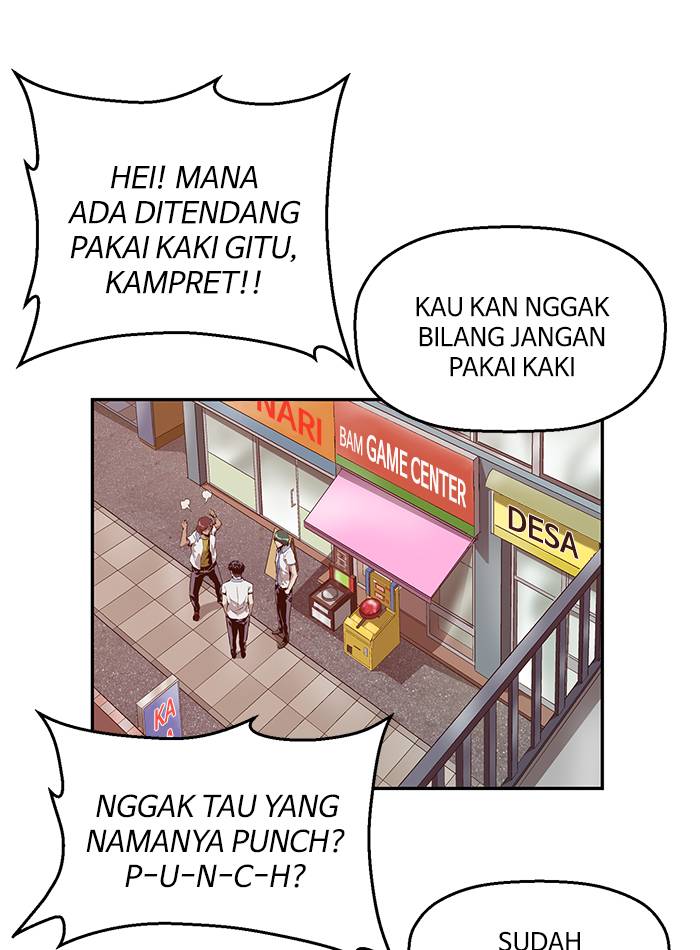 HEI! MANA
ADA DITENDANG
PAKAI KAKI GITU,
KAMPRET!!
KAU KAN NGGAK
BILANG JANGAN
PAKAI KAKI
NARI
BAM GAME CENTER
DESA
KA
NGGAK TAU YANG
NAMANYA PUNCH?
P-U-N-C-H?
SUDAH